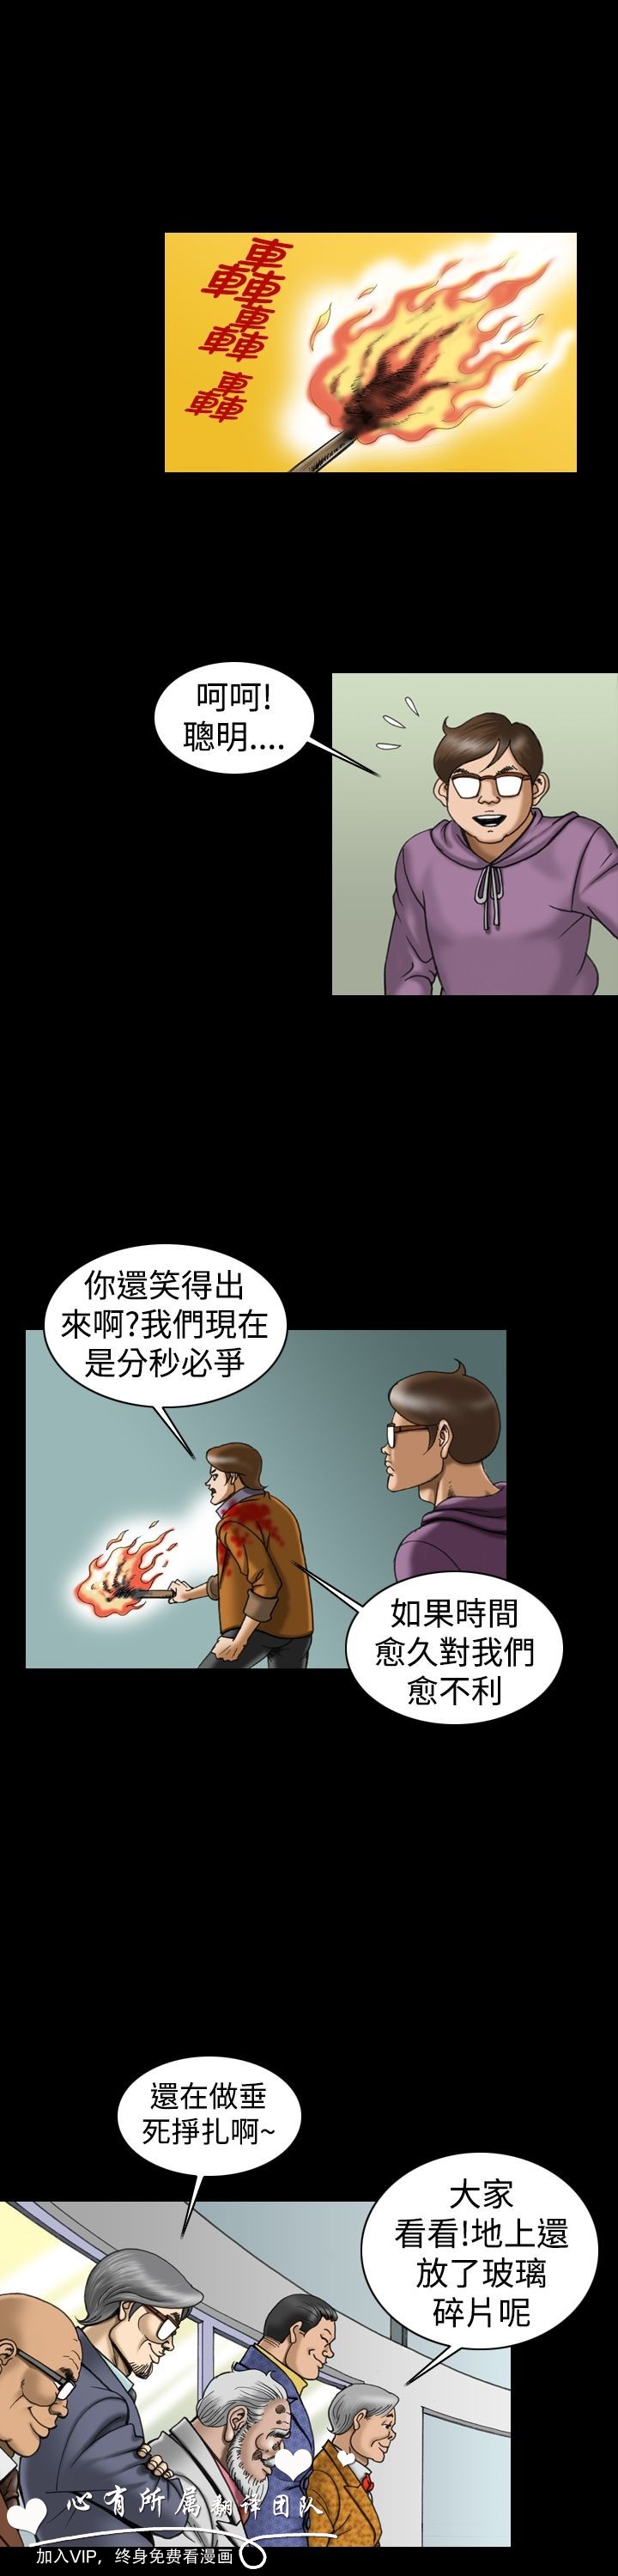 轟
轟
轟
呵呵!
聰明....
你還笑得出
來啊?我們現在
是分秒必爭
如果時間
愈久對我們
愈不利
還在做垂
死掙扎啊~
大家
看看!地上還
放了玻璃
碎片呢
心有所属翻译团队
加入VIP，终身免费看漫画